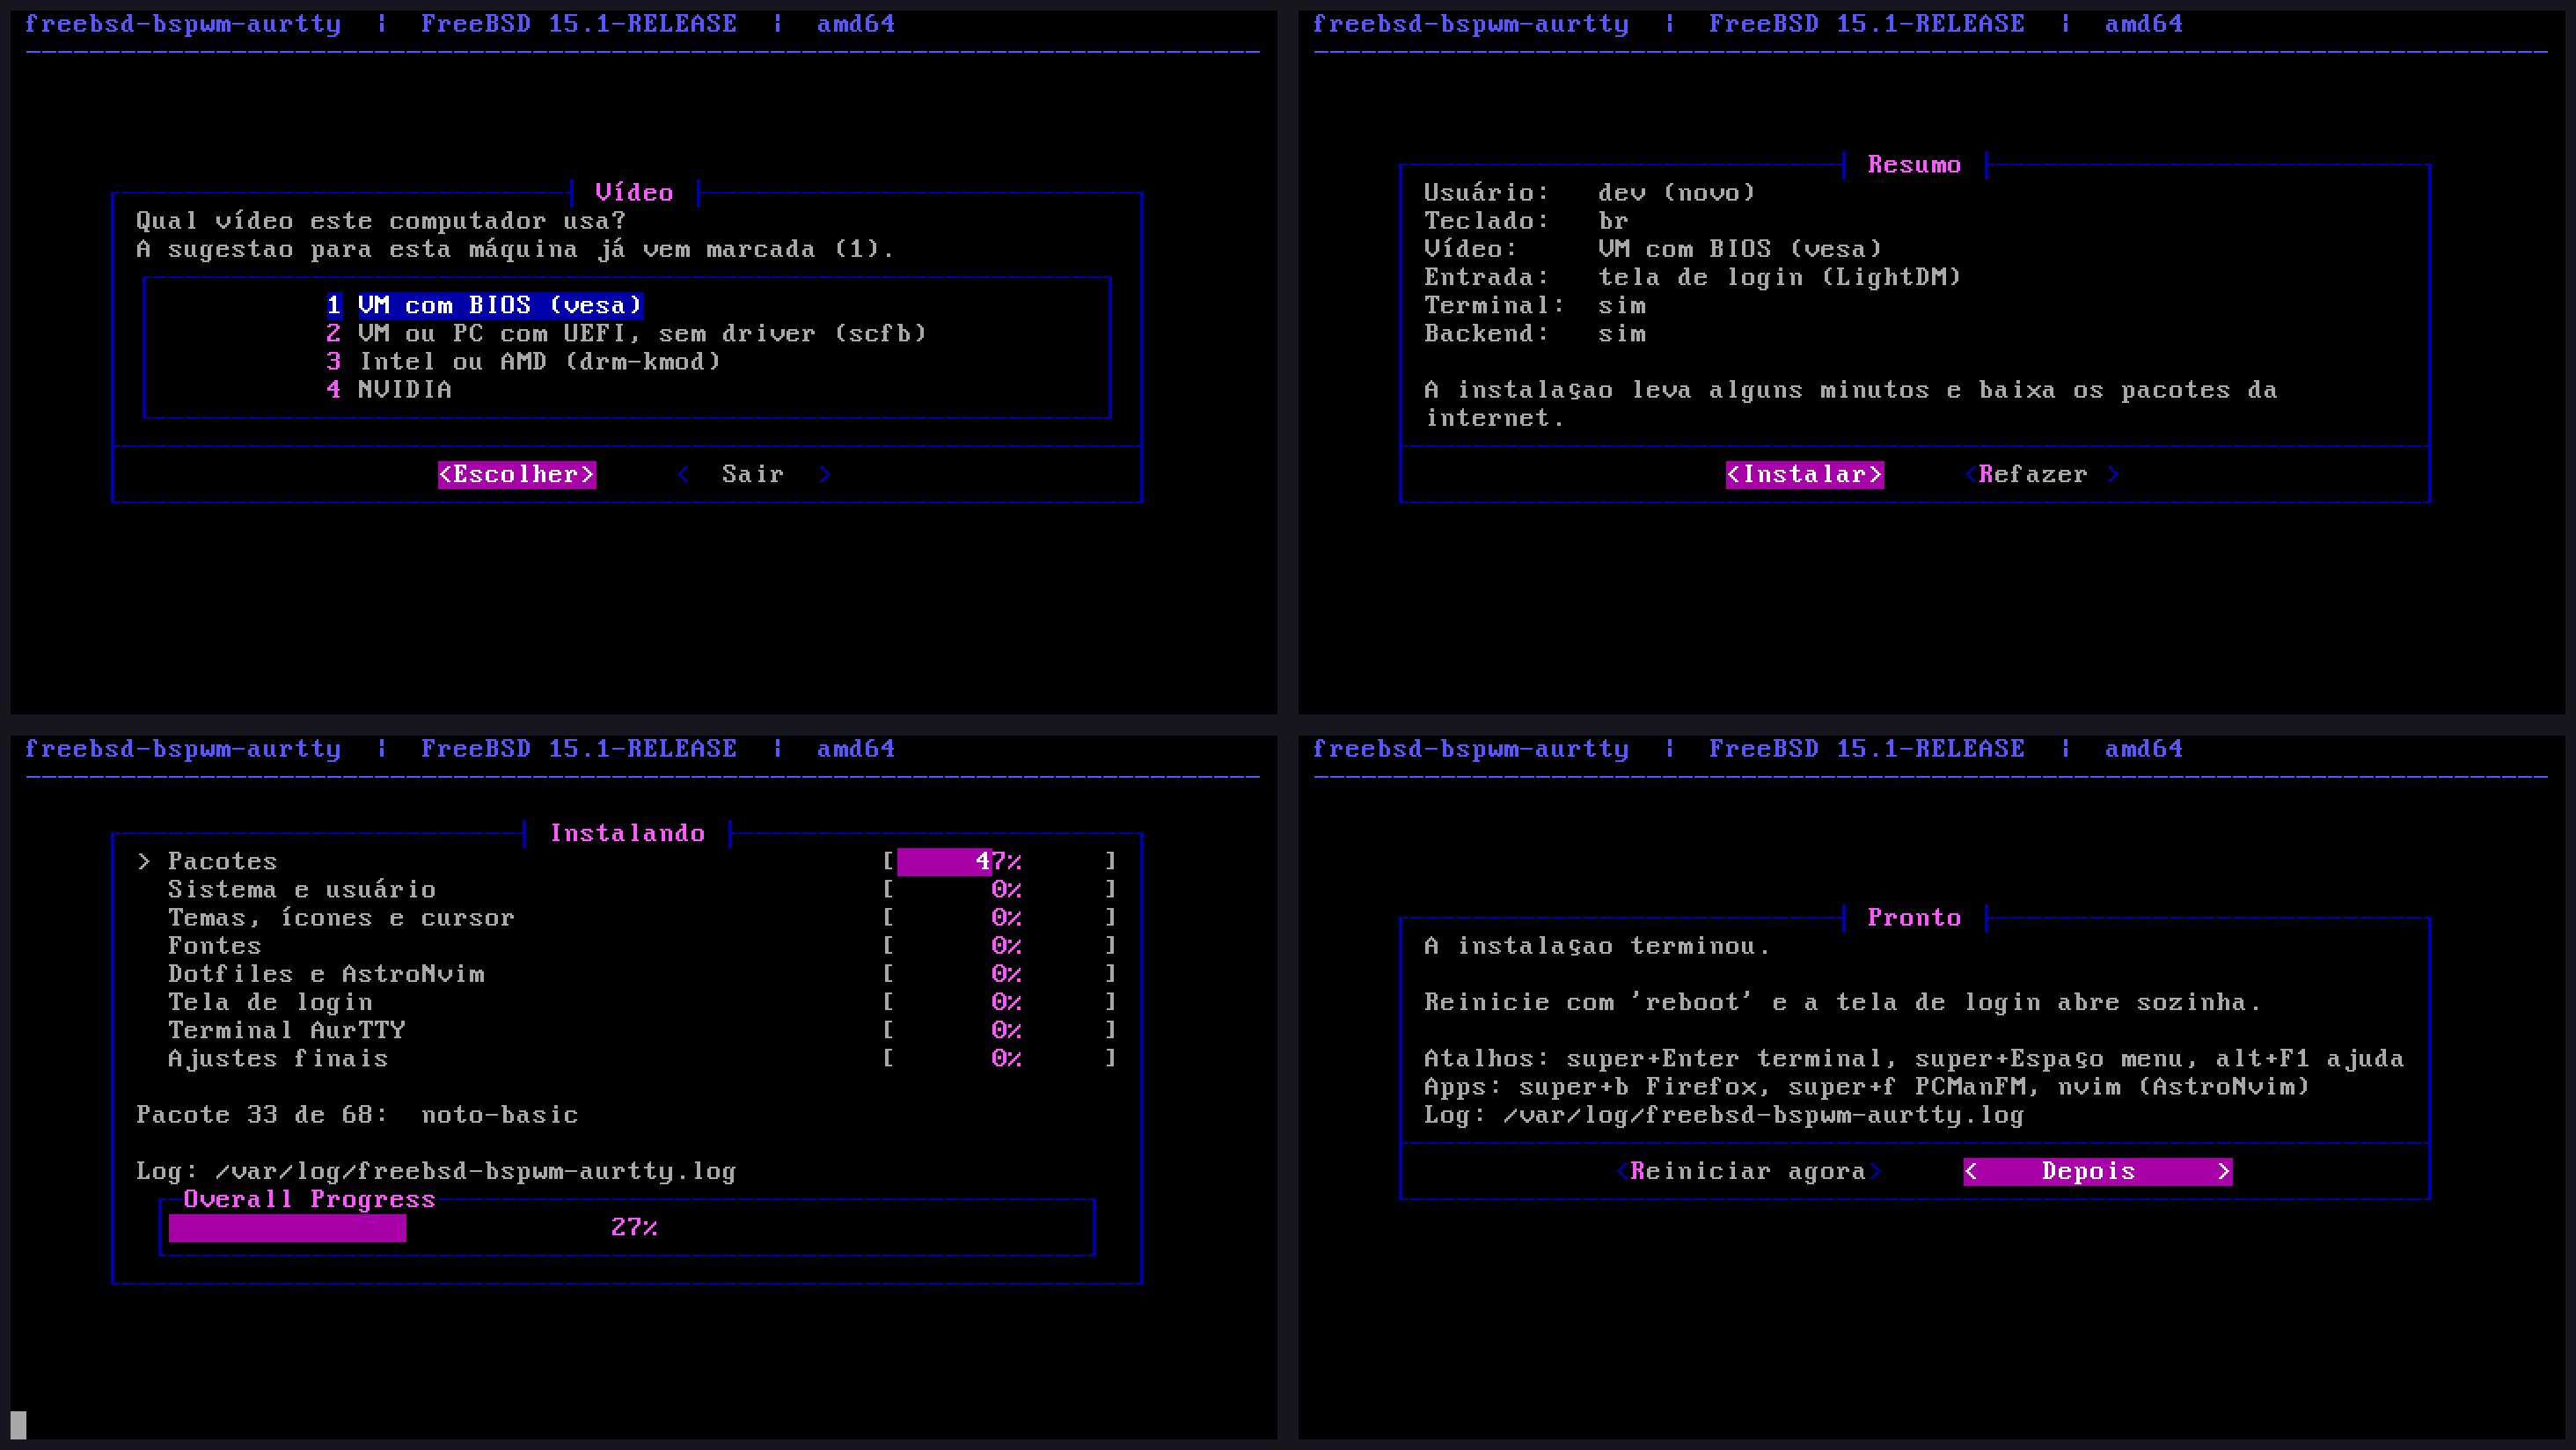 freebsd-bspwm-aurtty | FreeBSD 15.1-RELEASE | amd64
Vídeo
Qual vídeo este computador usa?
A sugestao para esta máquina já vem marcada (1).
1 VM com BIOS (vesa)
2 VM ou PC com UEFI, sem driver (scfb)
3 Intel ou AMD (drm-kmod)
4 NVIDIA
<Escolher> < Sair >
freebsd-bspwm-aurtty | FreeBSD 15.1-RELEASE | amd64
Resumo
Usuário: dev (novo)
Teclado: br
Vídeo: VM com BIOS (vesa)
Entrada: tela de login (LightDM)
Terminal: sim
Backend: sim
A instalaçao leva alguns minutos e baixa os pacotes da
internet.
<Instalar> <Refazer >
freebsd-bspwm-aurtty | FreeBSD 15.1-RELEASE | amd64
Instalando
> Pacotes [ 47% ]
Sistema e usuário [ 0% ]
Temas, ícones e cursor [ 0% ]
Fontes [ 0% ]
Dotfiles e AstroNvim [ 0% ]
Tela de login [ 0% ]
Terminal AurTTY [ 0% ]
Ajustes finais [ 0% ]
Pacote 33 de 68: noto-basic
Log: /var/log/freebsd-bspwm-aurtty.log
Overall Progress
27%
freebsd-bspwm-aurtty | FreeBSD 15.1-RELEASE | amd64
Pronto
A instalaçao terminou.
Reinicie com 'reboot' e a tela de login abre sozinha.
Atalhos: super+Enter terminal, super+Espaço menu, alt+F1 ajuda
Apps: super+b Firefox, super+f PCManFM, nvim (AstroNvim)
Log: /var/log/freebsd-bspwm-aurtty.log
<Reiniciar agora> < Depois >